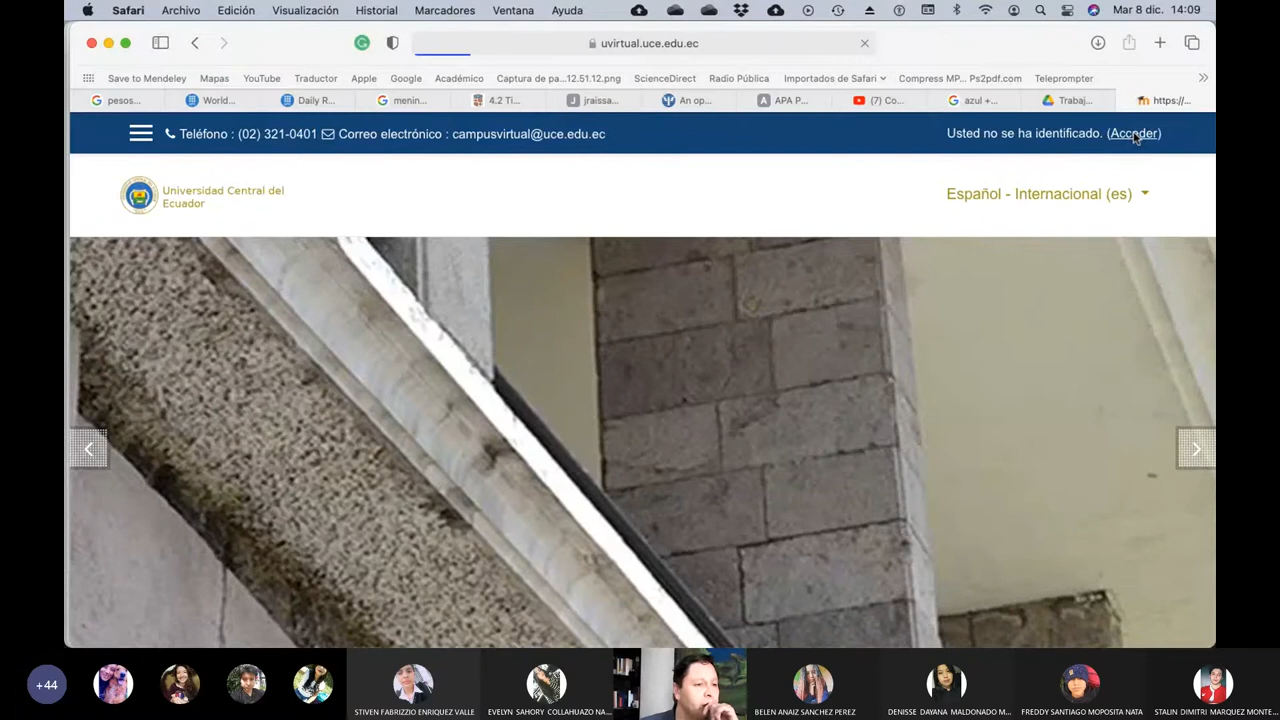 Safari Archivo Edición Visualización Historial Marcadores Ventana Ayuda Mar 8 dic. 14:09
uvirtual.uce.edu.ec
Save to Mendeley Mapas YouTube Traductor Apple Google Académico Captura de pa...12.51.12.png ScienceDirect Radio Pública Importados de Safari Compress MP... Ps2pdf.com Teleprompter
pesos... World... Daily R... menin... 4.2 Ti... jraissa... An op... APA P... (7) Co... azul +... Trabaj... https://...
Teléfono : (02) 321-0401 Correo electrónico : campusvirtual@uce.edu.ec Usted no se ha identificado. (Acceder)
Universidad Central del
Ecuador
Español - Internacional (es)
+44
STIVEN FABRIZZIO ENRIQUEZ VALLE EVELYN SAHORY COLLAHUAZO NA... BELEN ANAIZ SANCHEZ PEREZ DENISSE DAYANA MALDONADO M... FREDDY SANTIAGO MOPOSITA NATA STALIN DIMITRI MARQUEZ MONTE...